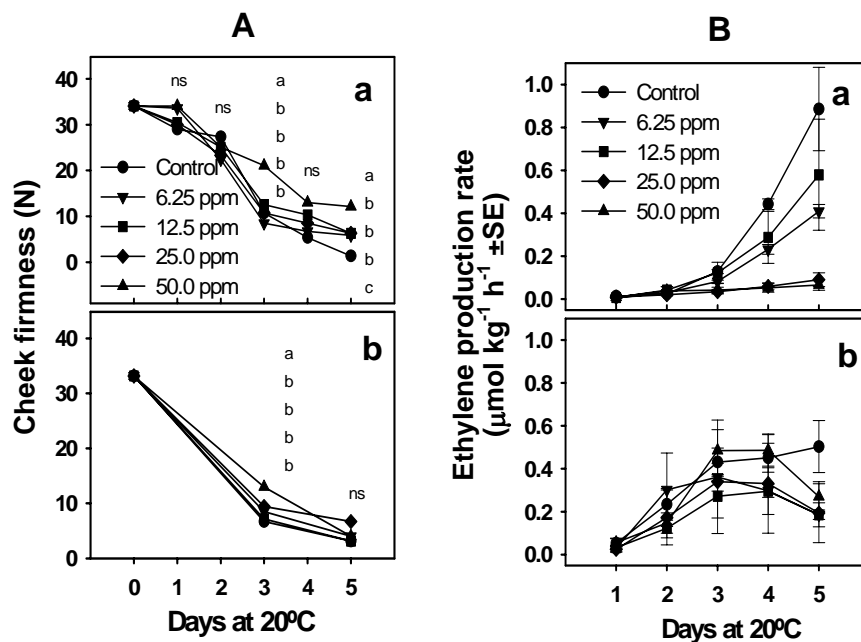 A
Cheek firmness (N)
40
30
20
10
0
a
ns
ns
a
b
b
b
b
ns
a
b
b
b
c
Control
6.25 ppm
12.5 ppm
25.0 ppm
50.0 ppm
40
30
20
10
0
b
a
b
b
b
b
ns
0 1 2 3 4 5
Days at 20ºC
B
Ethylene production rate
(μmol kg⁻¹ h⁻¹ ±SE)
1.0
0.8
0.6
0.4
0.2
0.0
a
Control
6.25 ppm
12.5 ppm
25.0 ppm
50.0 ppm
1.0
0.8
0.6
0.4
0.2
0.0
b
1 2 3 4 5
Days at 20ºC